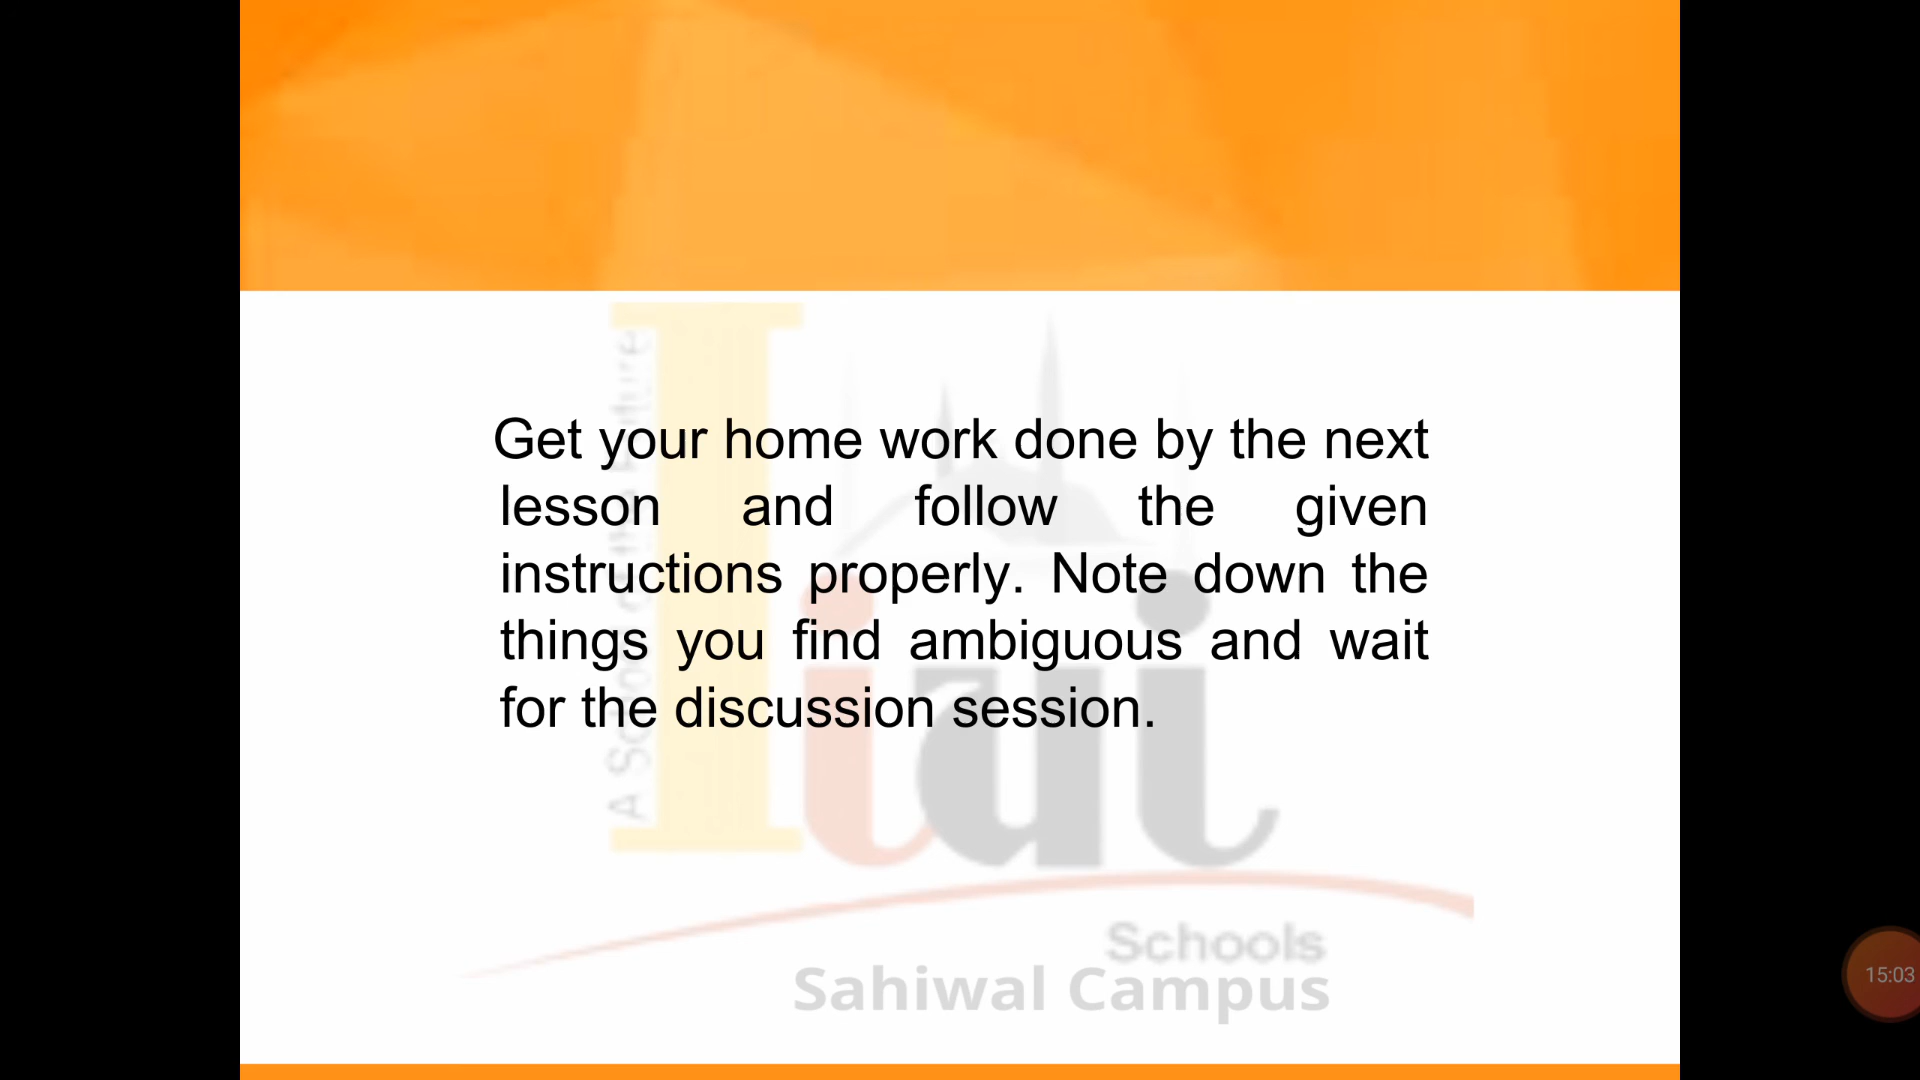 Get your home work done by the next
lesson and follow the given
instructions properly. Note down the
things you find ambiguous and wait
for the discussion session.
Schools
Sahiwal Campus
15:03